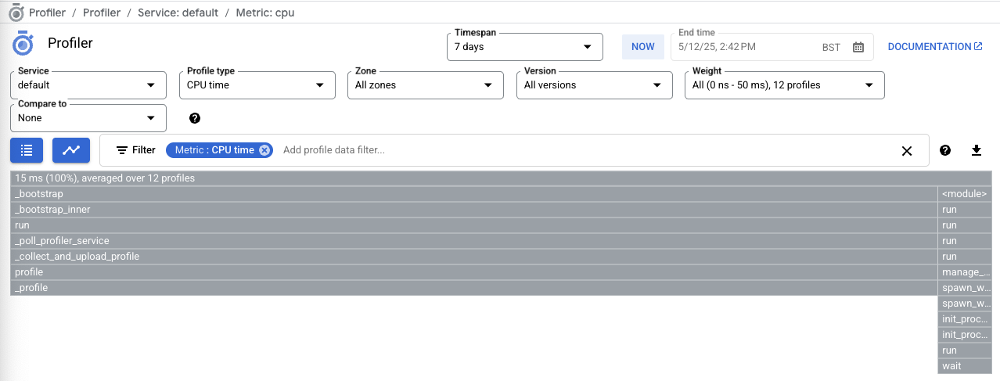 Profiler / Profiler / Service: default / Metric: cpu
Profiler
Timespan
7 days
NOW
End time
5/12/25, 2:42 PM BST
DOCUMENTATION
Service
default
Profile type
CPU time
Zone
All zones
Version
All versions
Weight
All (0 ns - 50 ms), 12 profiles
Compare to
None
Filter
Metric : CPU time
Add profile data filter...
15 ms (100%), averaged over 12 profiles
_bootstrap <module>
_bootstrap_inner run
run run
_poll_profiler_service run
_collect_and_upload_profile run
profile manage_...
_profile spawn_w...
spawn_w...
init_proc...
init_proc...
run
wait